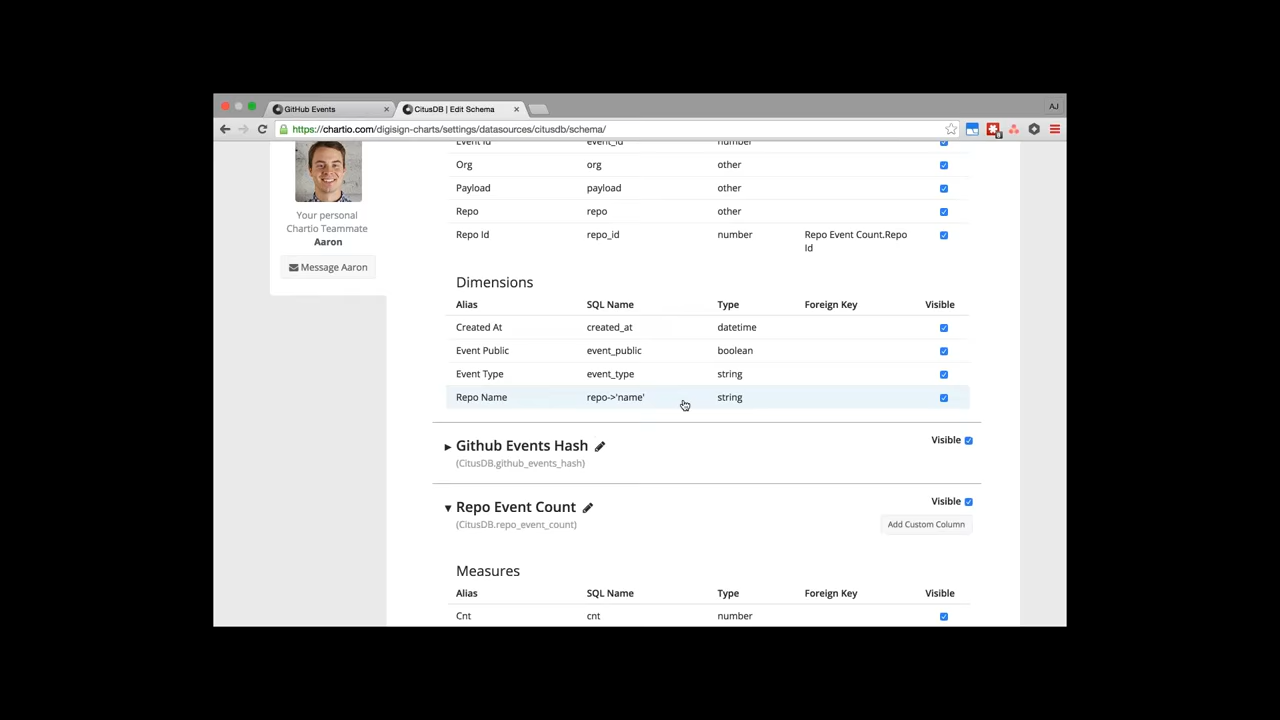 GitHub Events
CitusDB | Edit Schema
AJ
https://chartio.com/digisign-charts/settings/datasources/citusdb/schema/
Event Id event_id number
Org org other
Payload payload other
Repo repo other
Repo Id repo_id number Repo Event Count.Repo
Id
Your personal
Chartio Teammate
Aaron
Message Aaron
Dimensions
Alias SQL Name Type Foreign Key Visible
Created At created_at datetime
Event Public event_public boolean
Event Type event_type string
Repo Name repo->'name' string
Github Events Hash Visible
(CitusDB.github_events_hash)
Repo Event Count Visible
(CitusDB.repo_event_count) Add Custom Column
Measures
Alias SQL Name Type Foreign Key Visible
Cnt cnt number